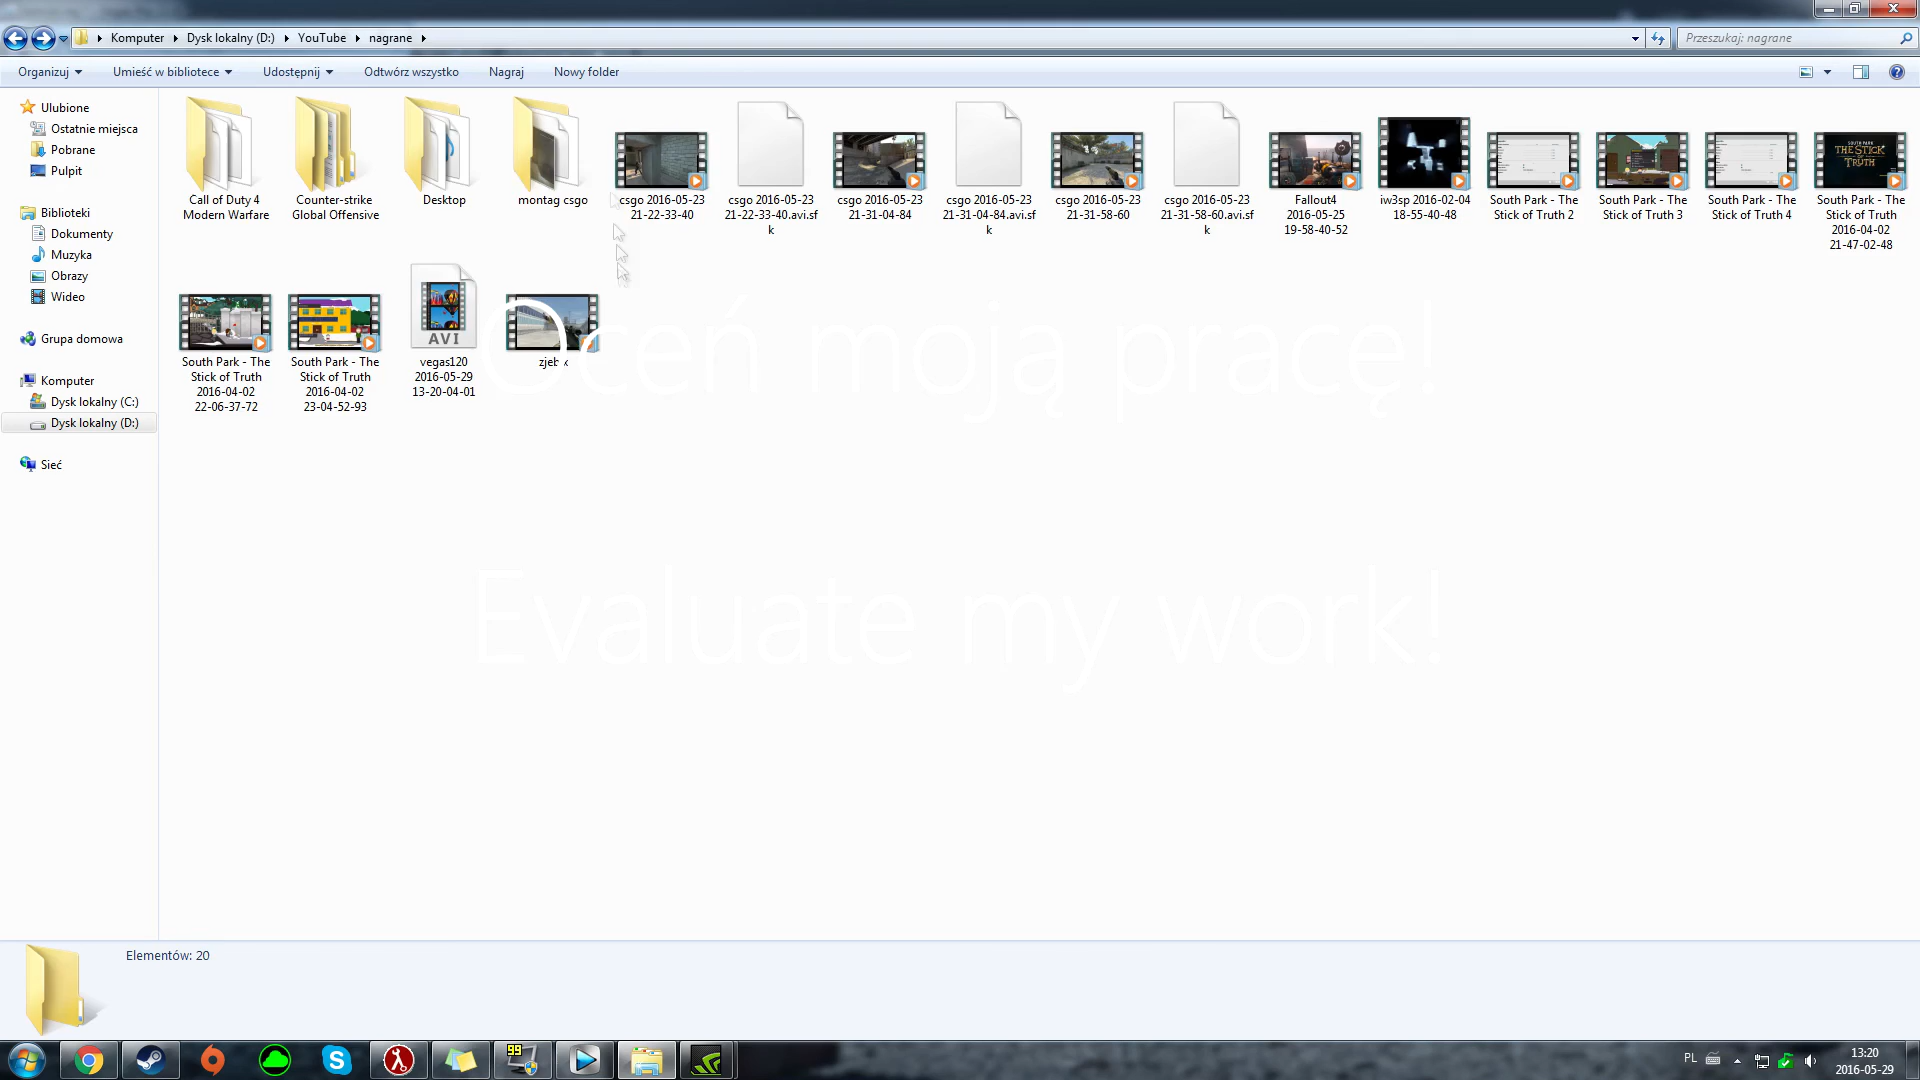 Komputer
Dysk lokalny (D:)
YouTube
nagrane
Przeszukaj: nagrane
Organizuj
Umieść w bibliotece
Udostępnij
Odtwórz wszystko
Nagraj
Nowy folder
Ulubione
Ostatnie miejsca
Pobrane
Pulpit
Biblioteki
Dokumenty
Muzyka
Obrazy
Wideo
Grupa domowa
Komputer
Dysk lokalny (C:)
Dysk lokalny (D:)
Sieć
Call of Duty 4
Modern Warfare
Counter-strike
Global Offensive
Desktop
montag csgo
csgo 2016-05-23
21-22-33-40
csgo 2016-05-23
21-22-33-40.avi.sf
k
csgo 2016-05-23
21-31-04-84
csgo 2016-05-23
21-31-04-84.avi.sf
k
csgo 2016-05-23
21-31-58-60
csgo 2016-05-23
21-31-58-60.avi.sf
k
Fallout4
2016-05-25
19-58-40-52
iw3sp 2016-02-04
18-55-40-48
South Park - The
Stick of Truth 2
South Park - The
Stick of Truth 3
South Park - The
Stick of Truth 4
SOUTH PARK
THE STICK
OF
TRUTH
South Park - The
Stick of Truth
2016-04-02
21-47-02-48
South Park - The
Stick of Truth
2016-04-02
22-06-37-72
South Park - The
Stick of Truth
2016-04-02
23-04-52-93
AVI
vegas120
2016-05-29
13-20-04-01
Oceń moją pracę!
Evaluate my work!
Elementów: 20
99
PL
13:20
2016-05-29